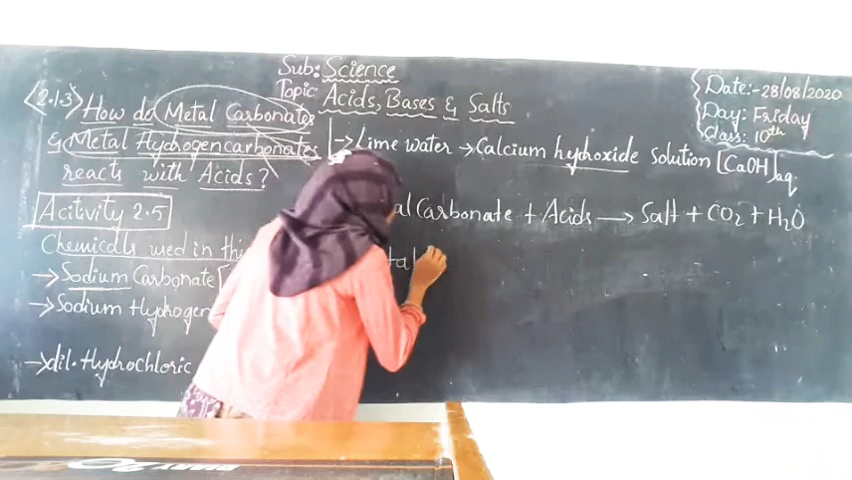 Sub: Science
Topic: Acids, Bases & Salts
Date:-28/08/2020
Day: Friday
Class: 10th
<2.1.3> How do Metal Carbonates
& Metal Hydrogencarbonates
reacts with Acids?
Acitivity 2.5
Chemicals used in thi
→Sodium Carbonate [
→Sodium Hydrogen
→dil. Hydrochloric
→Lime water →Calcium hydroxide Solution [CaOH]aq.
al Carbonate + Acids → Salt + CO2 + H2O
tal